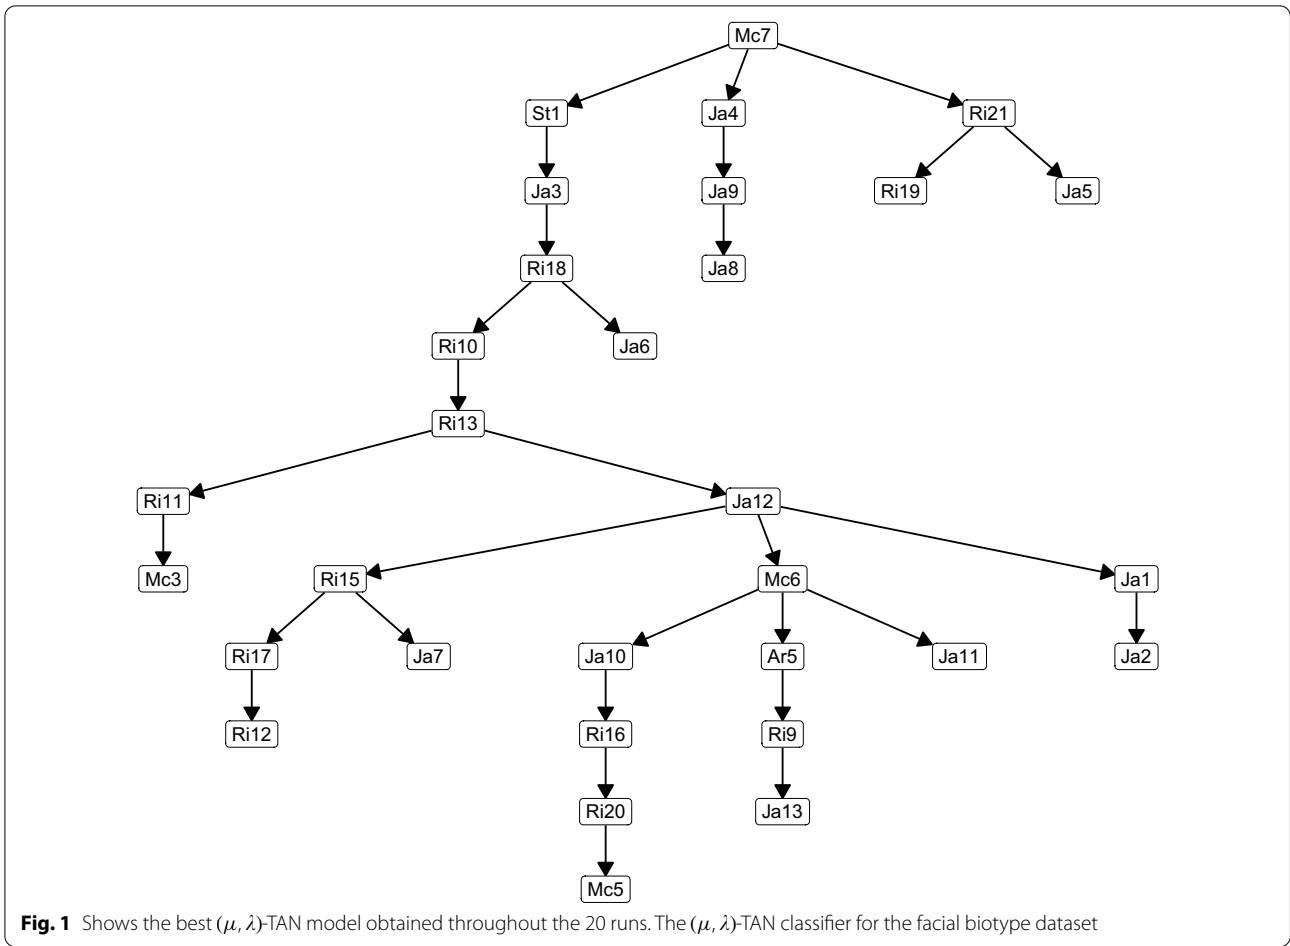 Mc7
St1 Ja4 Ri21
Ja3 Ja9 Ri19 Ja5
Ri18 Ja8
Ri10 Ja6
Ri13
Ri11 Ja12
Mc3 Ri15 Mc6 Ja1
Ri17 Ja7 Ja10 Ar5 Ja11 Ja2
Ri12 Ri16 Ri9
Ri20 Ja13
Mc5
Fig. 1 Shows the best (μ, λ)-TAN model obtained throughout the 20 runs. The (μ, λ)-TAN classifier for the facial biotype dataset